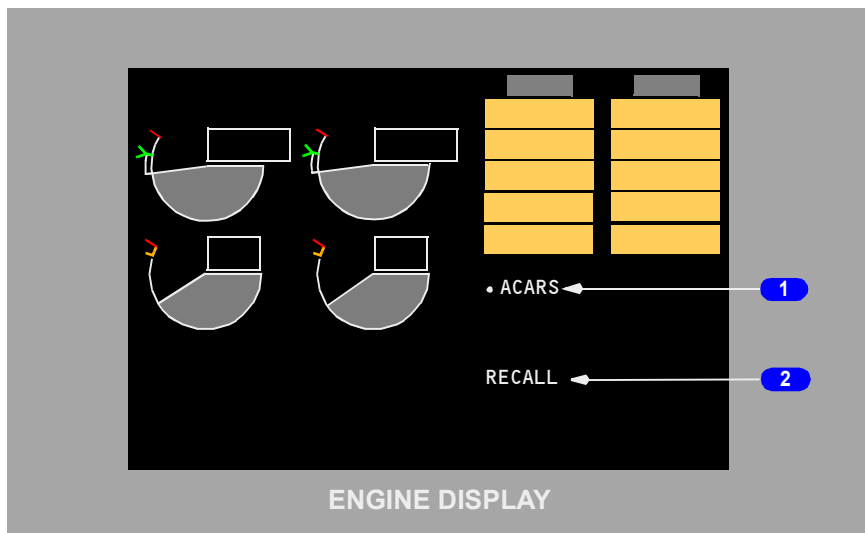 • ACARS
1
RECALL
2
ENGINE DISPLAY